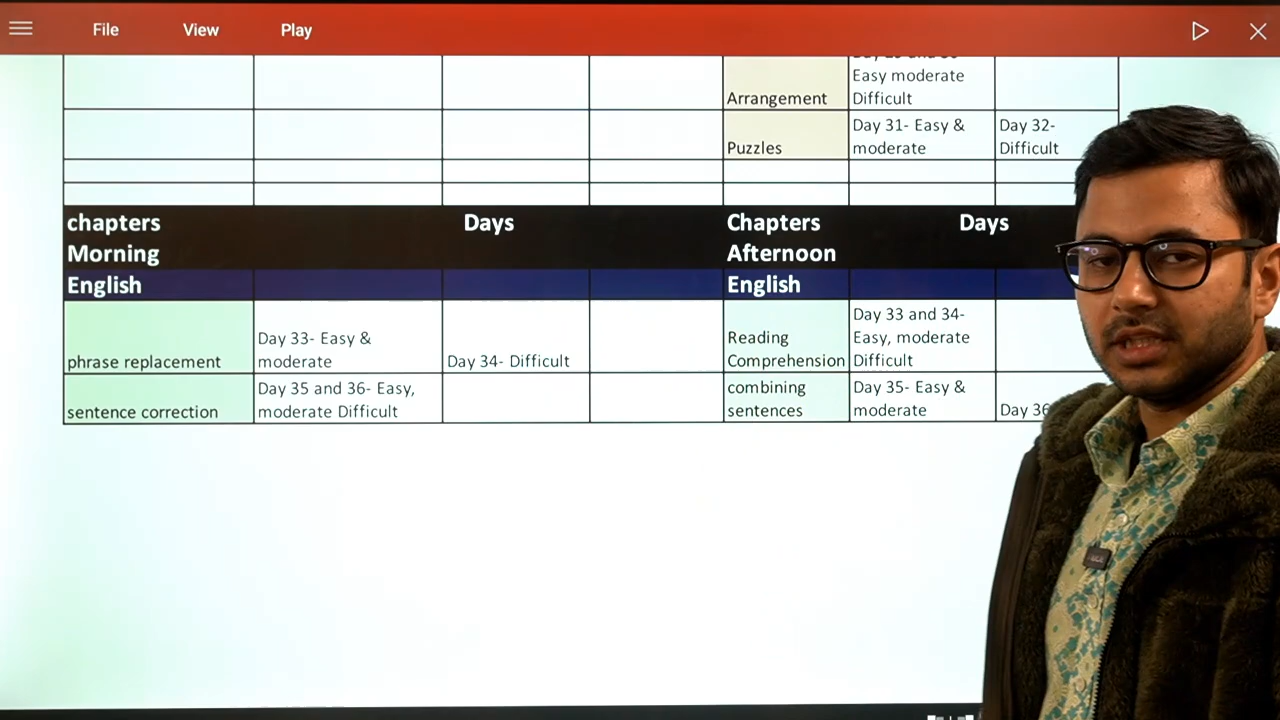 File View Play
Easy moderate
Arrangement Difficult
Day 31- Easy & Day 32-
Puzzles moderate Difficult
chapters Days Chapters Days
Morning Afternoon
English English
Day 33 and 34-
Day 33- Easy & Reading Easy, moderate
phrase replacement moderate Day 34- Difficult Comprehension Difficult
Day 35 and 36- Easy, combining Day 35- Easy &
sentence correction moderate Difficult sentences moderate Day 36